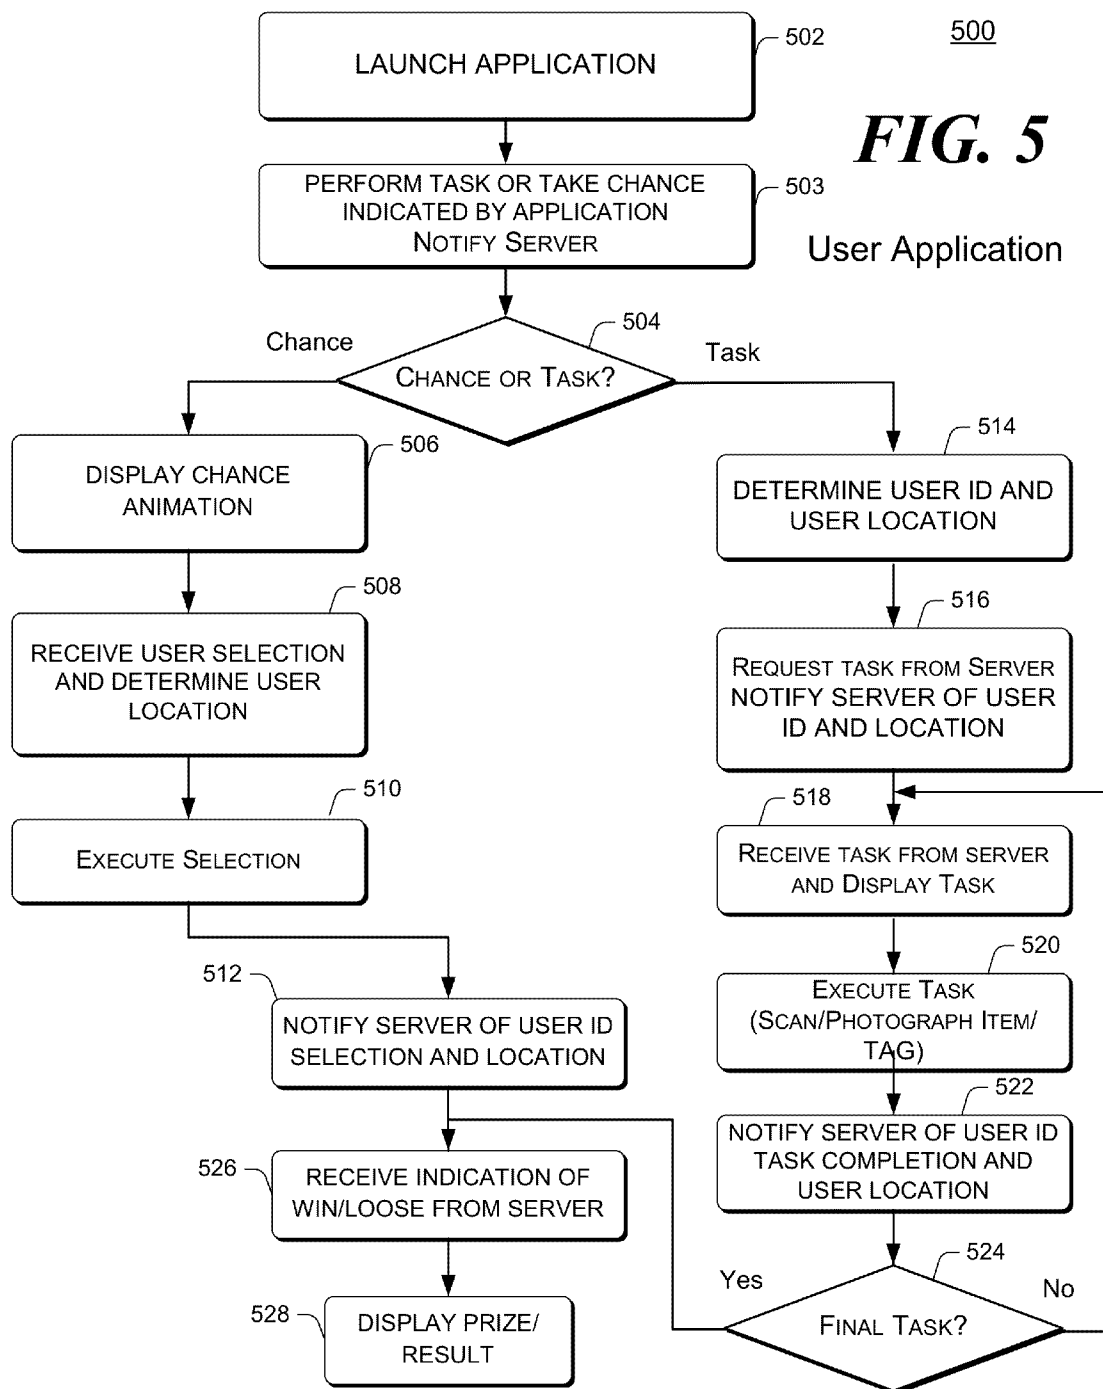 500
502
LAUNCH APPLICATION
FIG. 5
503
PERFORM TASK OR TAKE CHANCE
INDICATED BY APPLICATION
NOTIFY SERVER
User Application
504
Chance
Task
CHANCE OR TASK?
506
DISPLAY CHANCE
ANIMATION
514
DETERMINE USER ID AND
USER LOCATION
508
RECEIVE USER SELECTION
AND DETERMINE USER
LOCATION
516
REQUEST TASK FROM SERVER
NOTIFY SERVER OF USER
ID AND LOCATION
510
EXECUTE SELECTION
518
RECEIVE TASK FROM SERVER
AND DISPLAY TASK
512
NOTIFY SERVER OF USER ID
SELECTION AND LOCATION
520
EXECUTE TASK
(SCAN/PHOTOGRAPH ITEM/
TAG)
522
NOTIFY SERVER OF USER ID
TASK COMPLETION AND
USER LOCATION
526
RECEIVE INDICATION OF
WIN/LOOSE FROM SERVER
524
Yes
No
FINAL TASK?
528
DISPLAY PRIZE/
RESULT